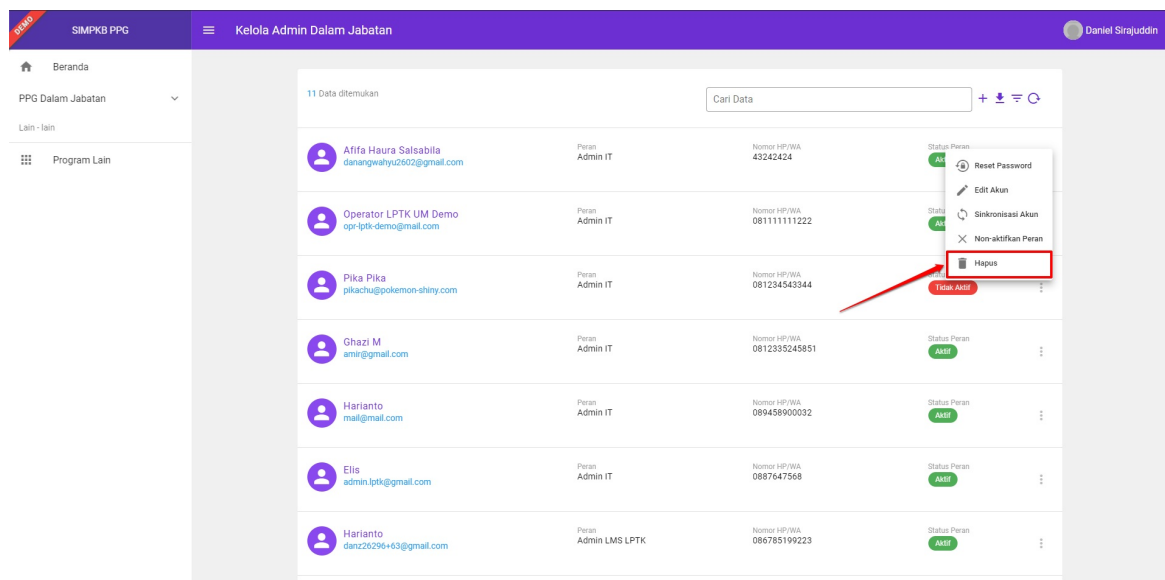 DEMO
SIMPKB PPG
Kelola Admin Dalam Jabatan
Daniel Sirajuddin
Beranda
PPG Dalam Jabatan
Lain - lain
Program Lain
11 Data ditemukan
Cari Data
Afifa Haura Salsabila
danangwahyu2602@gmail.com
Peran
Admin IT
Nomor HP/WA
43242424
Status Peran
Reset Password
Edit Akun
Sinkronisasi Akun
Non-aktifkan Peran
Hapus
Operator LPTK UM Demo
opr-lptk-demo@mail.com
Peran
Admin IT
Nomor HP/WA
081111111222
Pika Pika
pikachu@pokemon-shiny.com
Peran
Admin IT
Nomor HP/WA
081234543344
Tidak Aktif
Ghazi M
amir@gmail.com
Peran
Admin IT
Nomor HP/WA
0812335245851
Status Peran
Aktif
Harianto
mail@mail.com
Peran
Admin IT
Nomor HP/WA
089458900032
Status Peran
Aktif
Elis
admin.lptk@gmail.com
Peran
Admin IT
Nomor HP/WA
0887647568
Status Peran
Aktif
Harianto
danz26296+63@gmail.com
Peran
Admin LMS LPTK
Nomor HP/WA
086785199223
Status Peran
Aktif